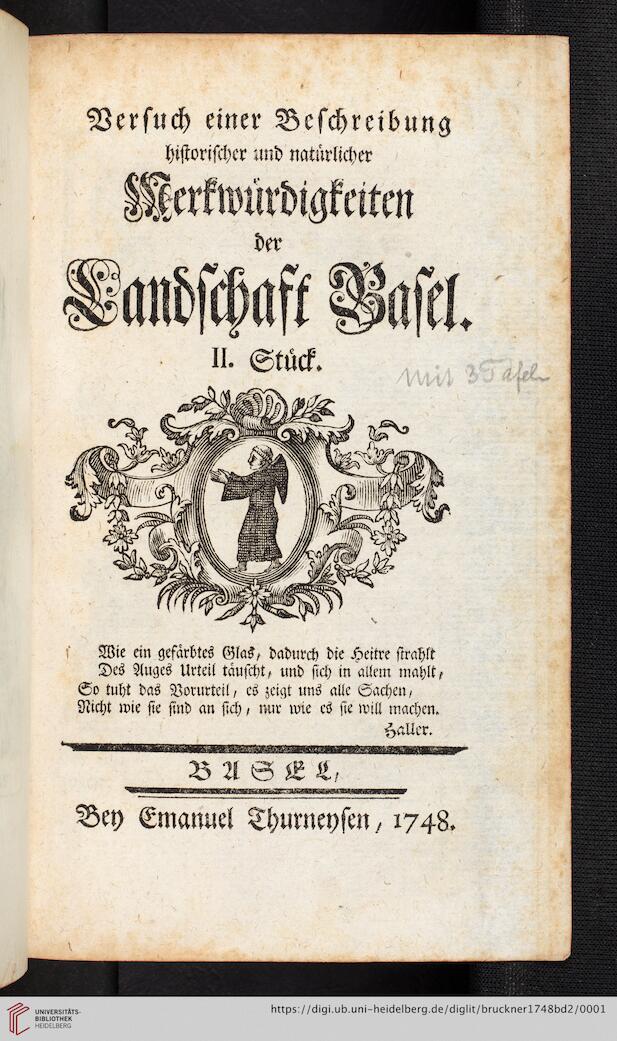 Versuch einer Beschreibung
historischer und natürlicher
Merkwürdigkeiten
der
Landschaft Basel.
II. Stück.
mit 3 Tafeln
Wie ein gefärbtes Glas, dadurch die Heitre strahlt
Des Auges Urteil täuscht, und sich in allem mahlt,
So tuht das Vorurteil, es zeigt uns alle Sachen,
Nicht wie sie sind an sich, nur wie es sie will machen.
Haller.
BASEL,
Bey Emanuel Thurneysen, 1748.
UNIVERSITÄTS-
BIBLIOTHEK
HEIDELBERG
https://digi.ub.uni-heidelberg.de/diglit/bruckner1748bd2/0001